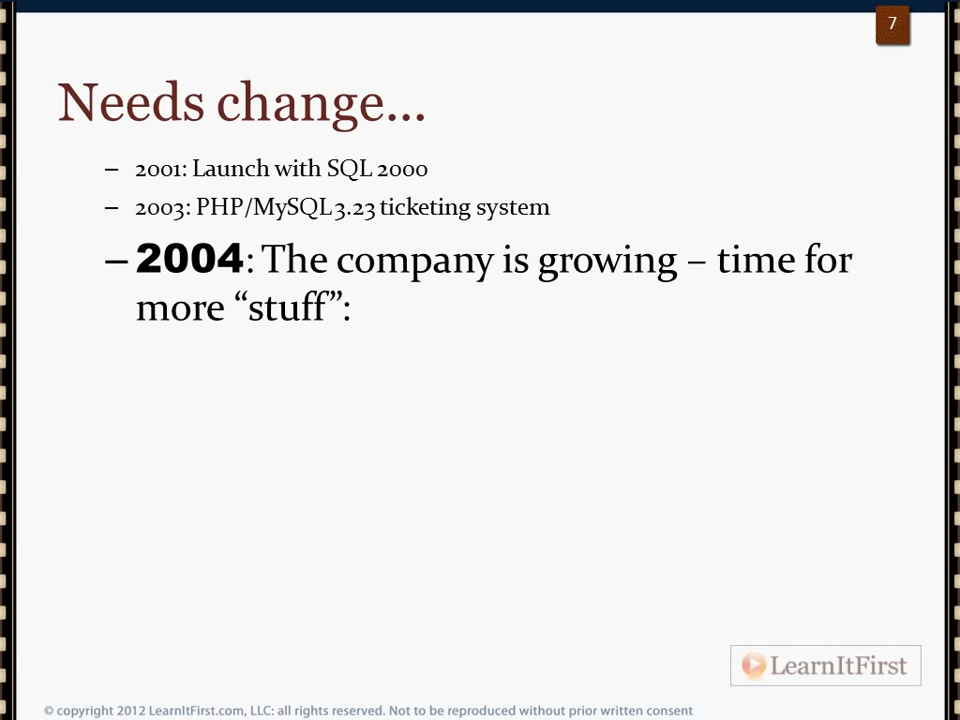 7
Needs change...
– 2001: Launch with SQL 2000
– 2003: PHP/MySQL 3.23 ticketing system
– 2004: The company is growing – time for
more “stuff”:
LearnItFirst
© copyright 2012 LearnItFirst.com, LLC: all rights reserved. Not to be reproduced without prior written consent